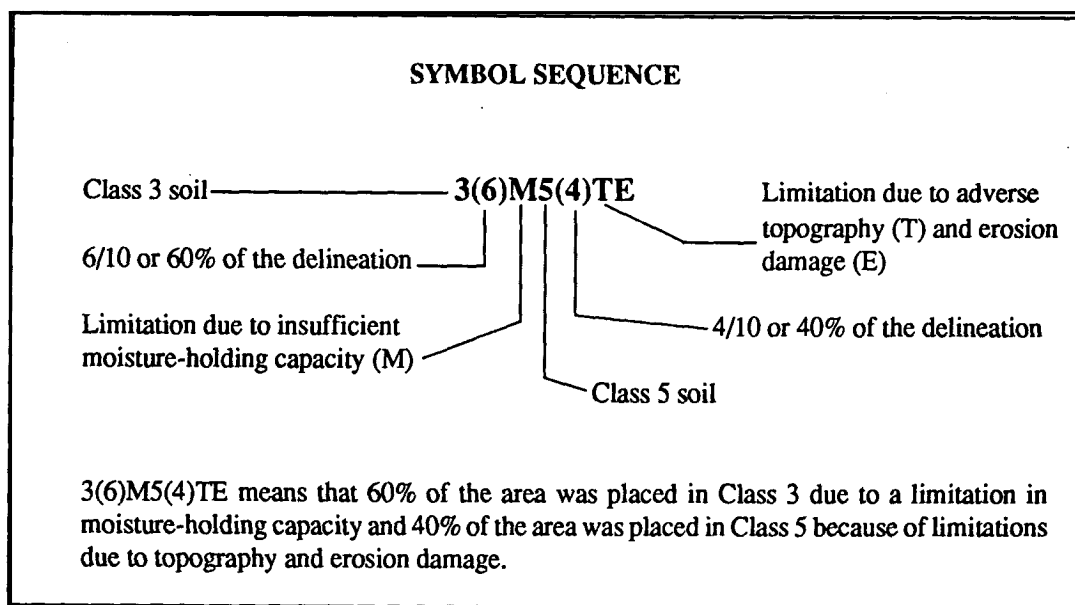 SYMBOL SEQUENCE
Class 3 soil
3(6)M5(4)TE
Limitation due to adverse
topography (T) and erosion
damage (E)
6/10 or 60% of the delineation
Limitation due to insufficient
moisture-holding capacity (M)
4/10 or 40% of the delineation
Class 5 soil
3(6)M5(4)TE means that 60% of the area was placed in Class 3 due to a limitation in
moisture-holding capacity and 40% of the area was placed in Class 5 because of limitations
due to topography and erosion damage.